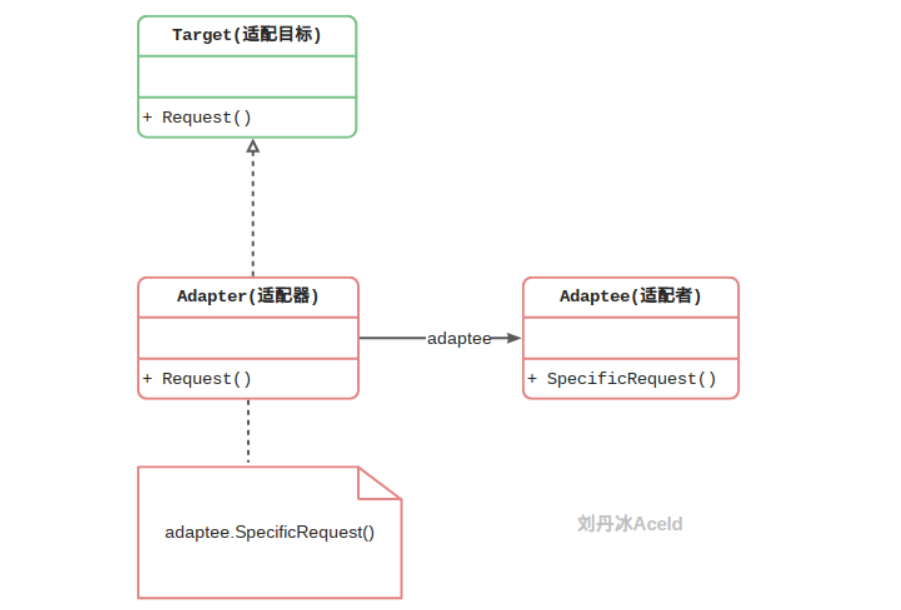 Target(适配目标)
+ Request()
Adapter(适配器)
+ Request()
adaptee
Adaptee(适配者)
+ SpecificRequest()
adaptee.SpecificRequest()
刘丹冰Aceld